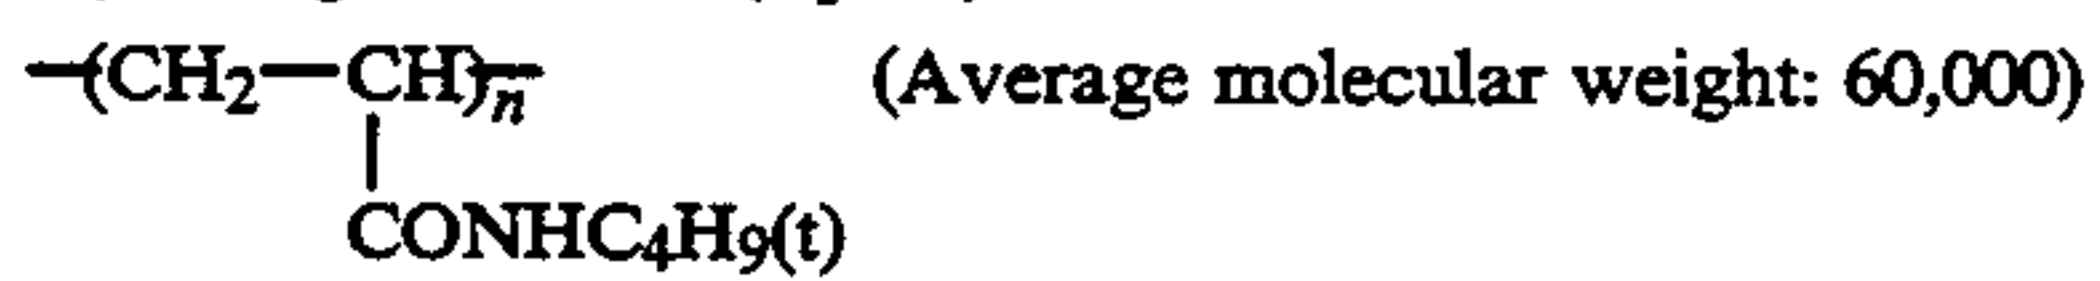 -(CH2—CH)n- (Average molecular weight: 60,000)
CONHC4H9(t)